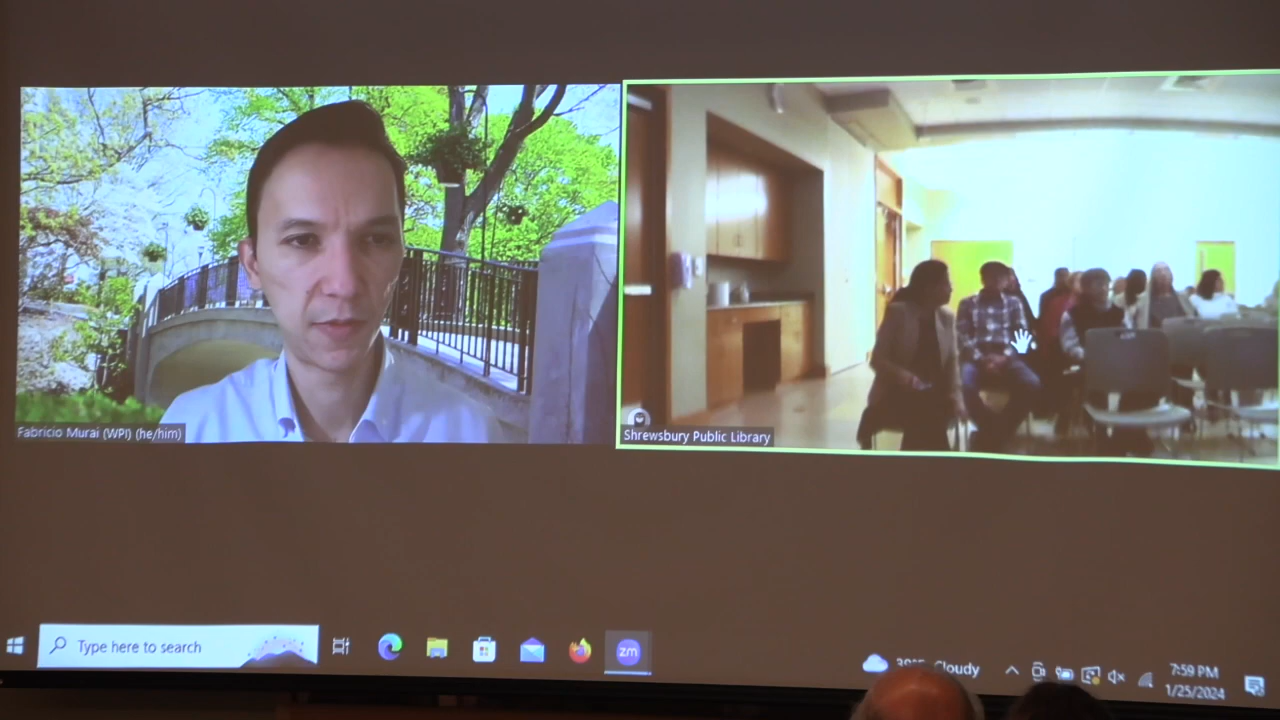 Fabricio Murai (WPI) (he/him)
Shrewsbury Public Library
Type here to search
zm
Cloudy
7:59 PM
1/25/2024